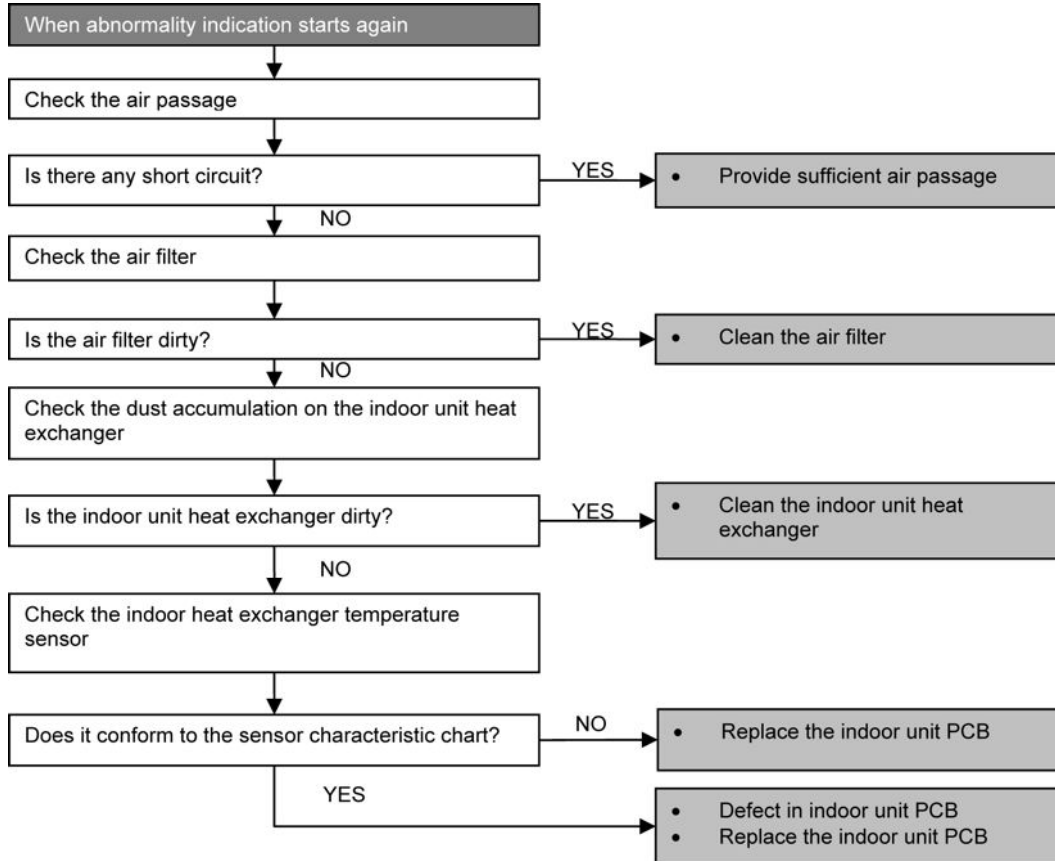 When abnormality indication starts again
Check the air passage
Is there any short circuit?
YES
• Provide sufficient air passage
NO
Check the air filter
Is the air filter dirty?
YES
• Clean the air filter
NO
Check the dust accumulation on the indoor unit heat
exchanger
Is the indoor unit heat exchanger dirty?
YES
• Clean the indoor unit heat
exchanger
NO
Check the indoor heat exchanger temperature
sensor
Does it conform to the sensor characteristic chart?
NO
• Replace the indoor unit PCB
YES
• Defect in indoor unit PCB
• Replace the indoor unit PCB